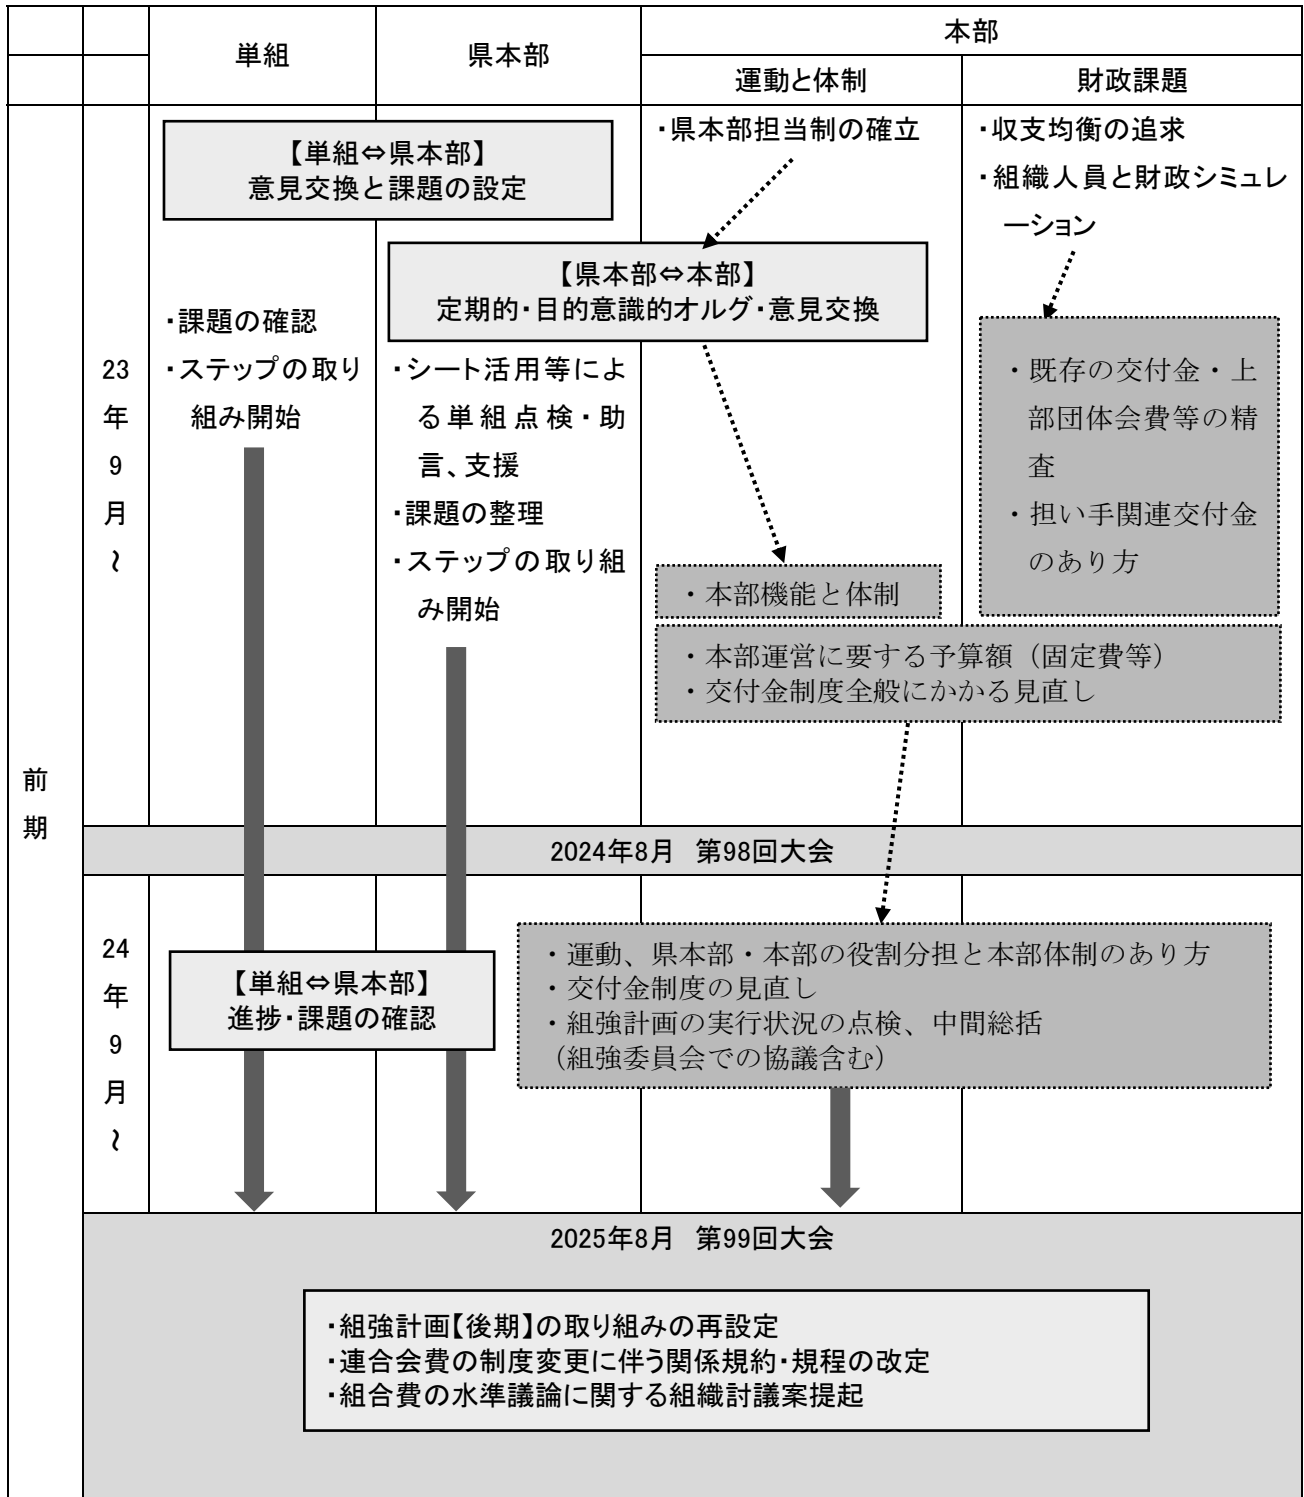 単組
県本部
本部
運動と体制
財政課題
前
期
23
年
9
月
~
【単組⇔県本部】
意見交換と課題の設定
・課題の確認
・ステップの取り
組み開始
【県本部⇔本部】
定期的・目的意識的オルグ・意見交換
・シート活用等によ
る単組点検・助
言、支援
・課題の整理
・ステップの取り組
み開始
・県本部担当制の確立
・収支均衡の追求
・組織人員と財政シミュレ
ーション
・既存の交付金・上
部団体会費等の精
査
・担い手関連交付金
のあり方
・本部機能と体制
・本部運営に要する予算額（固定費等）
・交付金制度全般にかかる見直し
2024年8月 第98回大会
24
年
9
月
~
【単組⇔県本部】
進捗・課題の確認
・運動、県本部・本部の役割分担と本部体制のあり方
・交付金制度の見直し
・組強計画の実行状況の点検、中間総括
（組強委員会での協議含む）
2025年8月 第99回大会
・組強計画【後期】の取り組みの再設定
・連合会費の制度変更に伴う関係規約・規程の改定
・組合費の水準議論に関する組織討議案提起